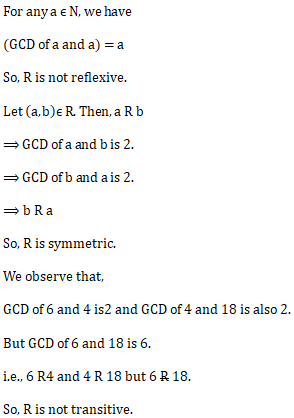 For any a ϵ N, we have
(GCD of a and a) = a
So, R is not reflexive.
Let (a,b)ϵ R. Then, a R b
⟹ GCD of a and b is 2.
⟹ GCD of b and a is 2.
⟹ b R a
So, R is symmetric.
We observe that,
GCD of 6 and 4 is2 and GCD of 4 and 18 is also 2.
But GCD of 6 and 18 is 6.
i.e., 6 R4 and 4 R 18 but 6 R̶ 18.
So, R is not transitive.